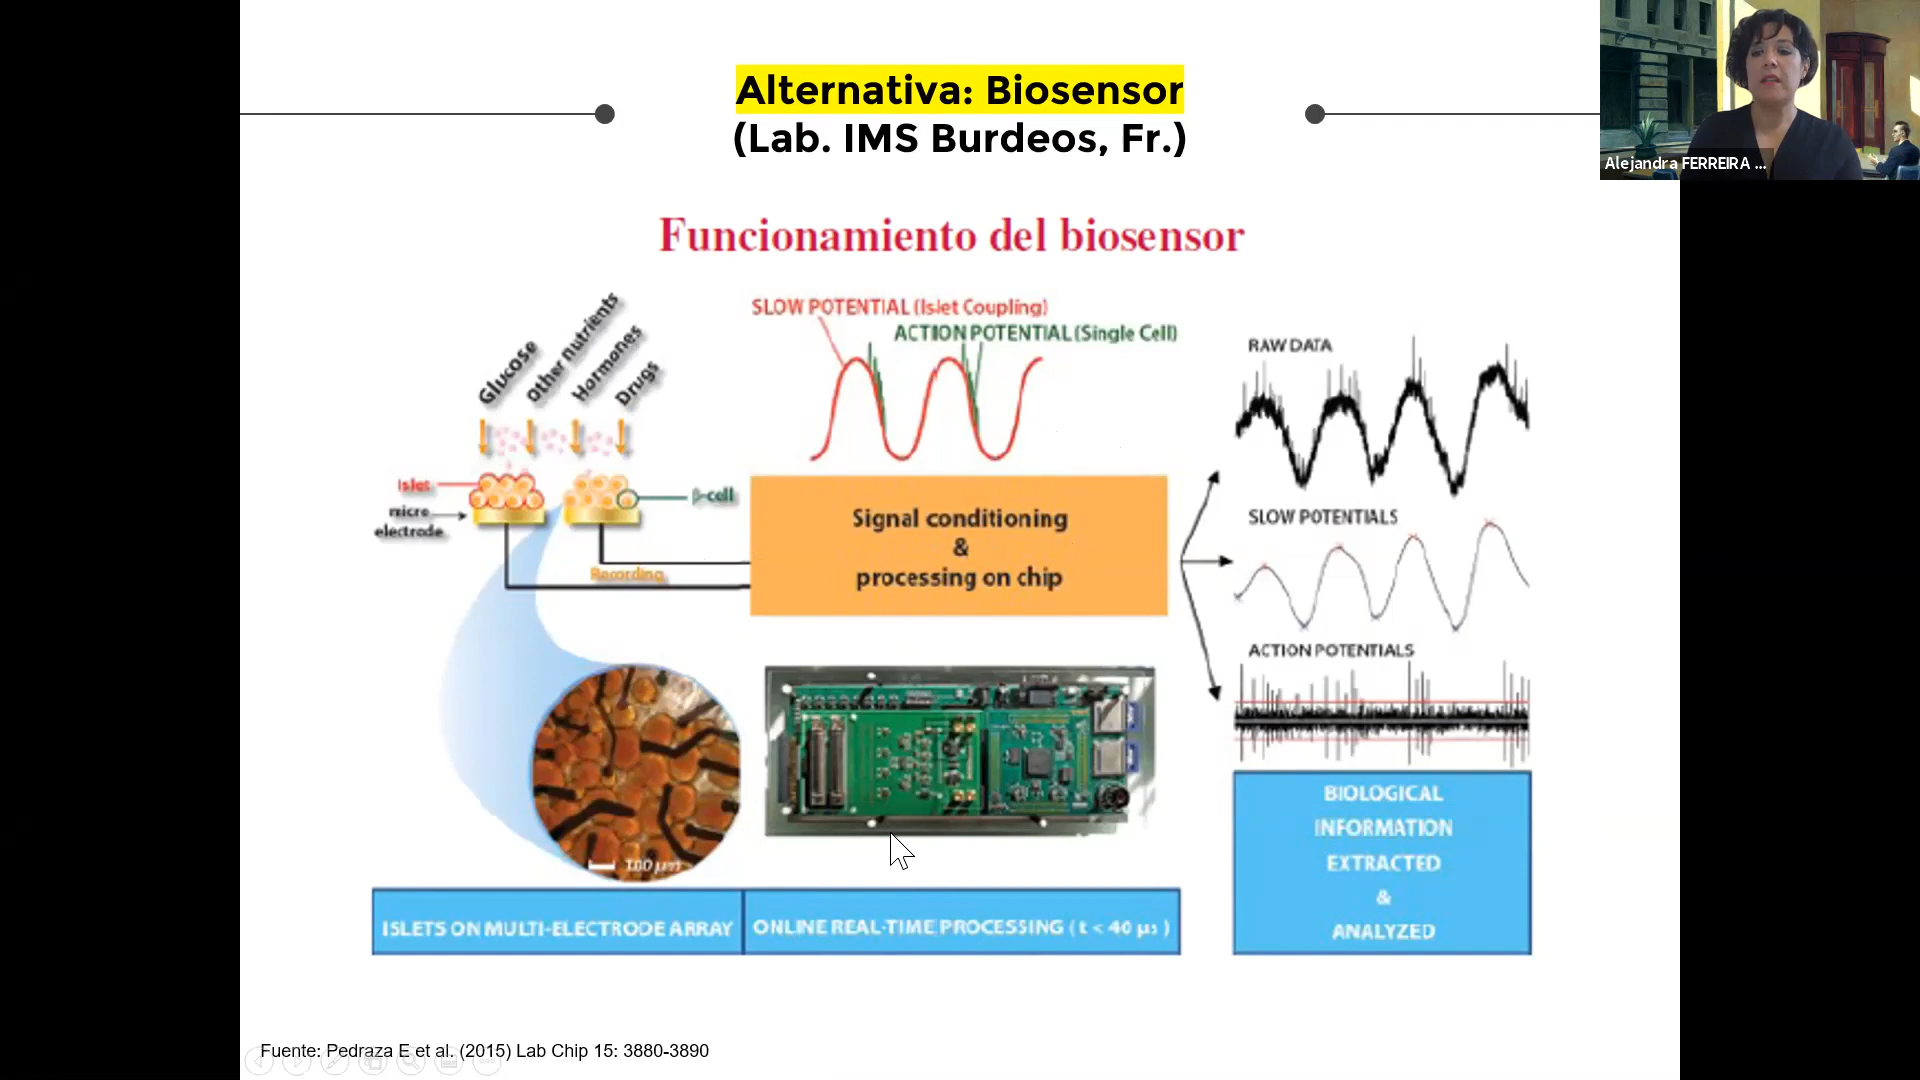 Alternativa: Biosensor
(Lab. IMS Burdeos, Fr.)
Alejandra FERREIRA ...
Funcionamiento del biosensor
SLOW POTENTIAL (Islet Coupling)
ACTION POTENTIAL (Single Cell)
Glucose
other nutrients
Hormones
Drugs
Islet
micro
electrode
β-cell
Recording
Signal conditioning
&
processing on chip
RAW DATA
SLOW POTENTIALS
ACTION POTENTIALS
100 µm
ISLETS ON MULTI-ELECTRODE ARRAY
ONLINE REAL-TIME PROCESSING ( t < 40 µs )
BIOLOGICAL
INFORMATION
EXTRACTED
&
ANALYZED
Fuente: Pedraza E et al. (2015) Lab Chip 15: 3880-3890